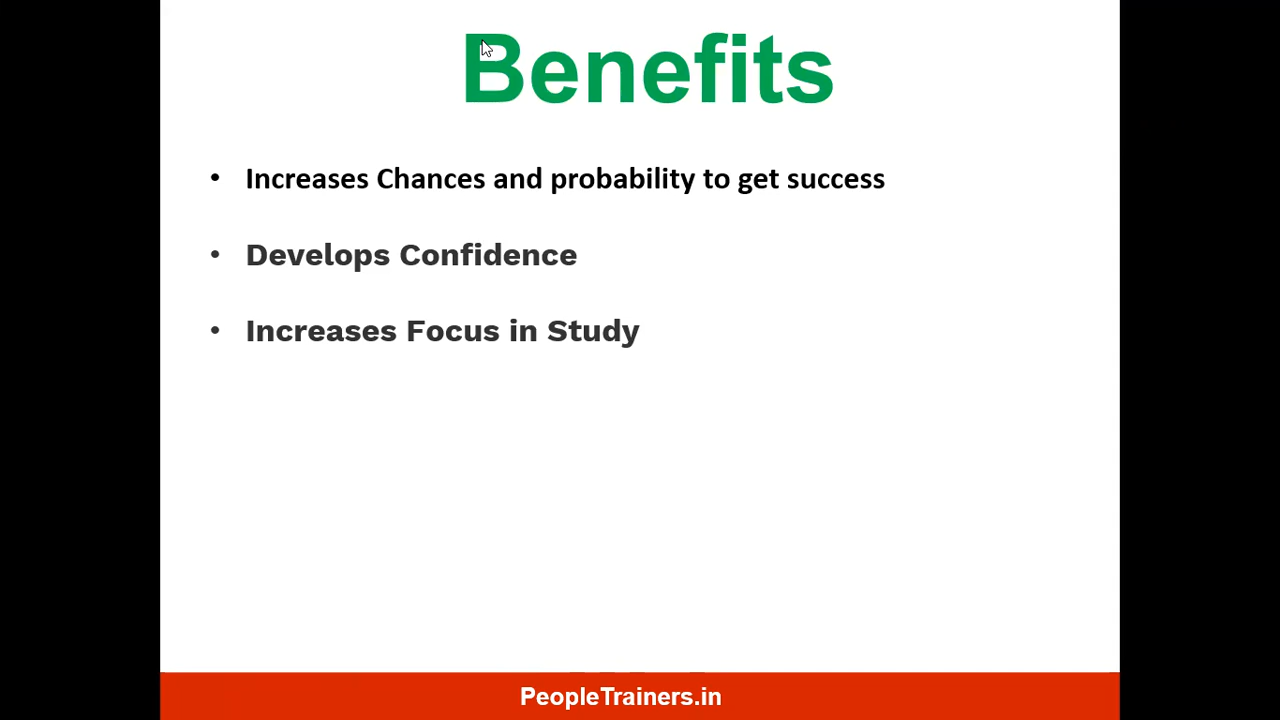 Benefits
• Increases Chances and probability to get success
• Develops Confidence
• Increases Focus in Study
PeopleTrainers.in